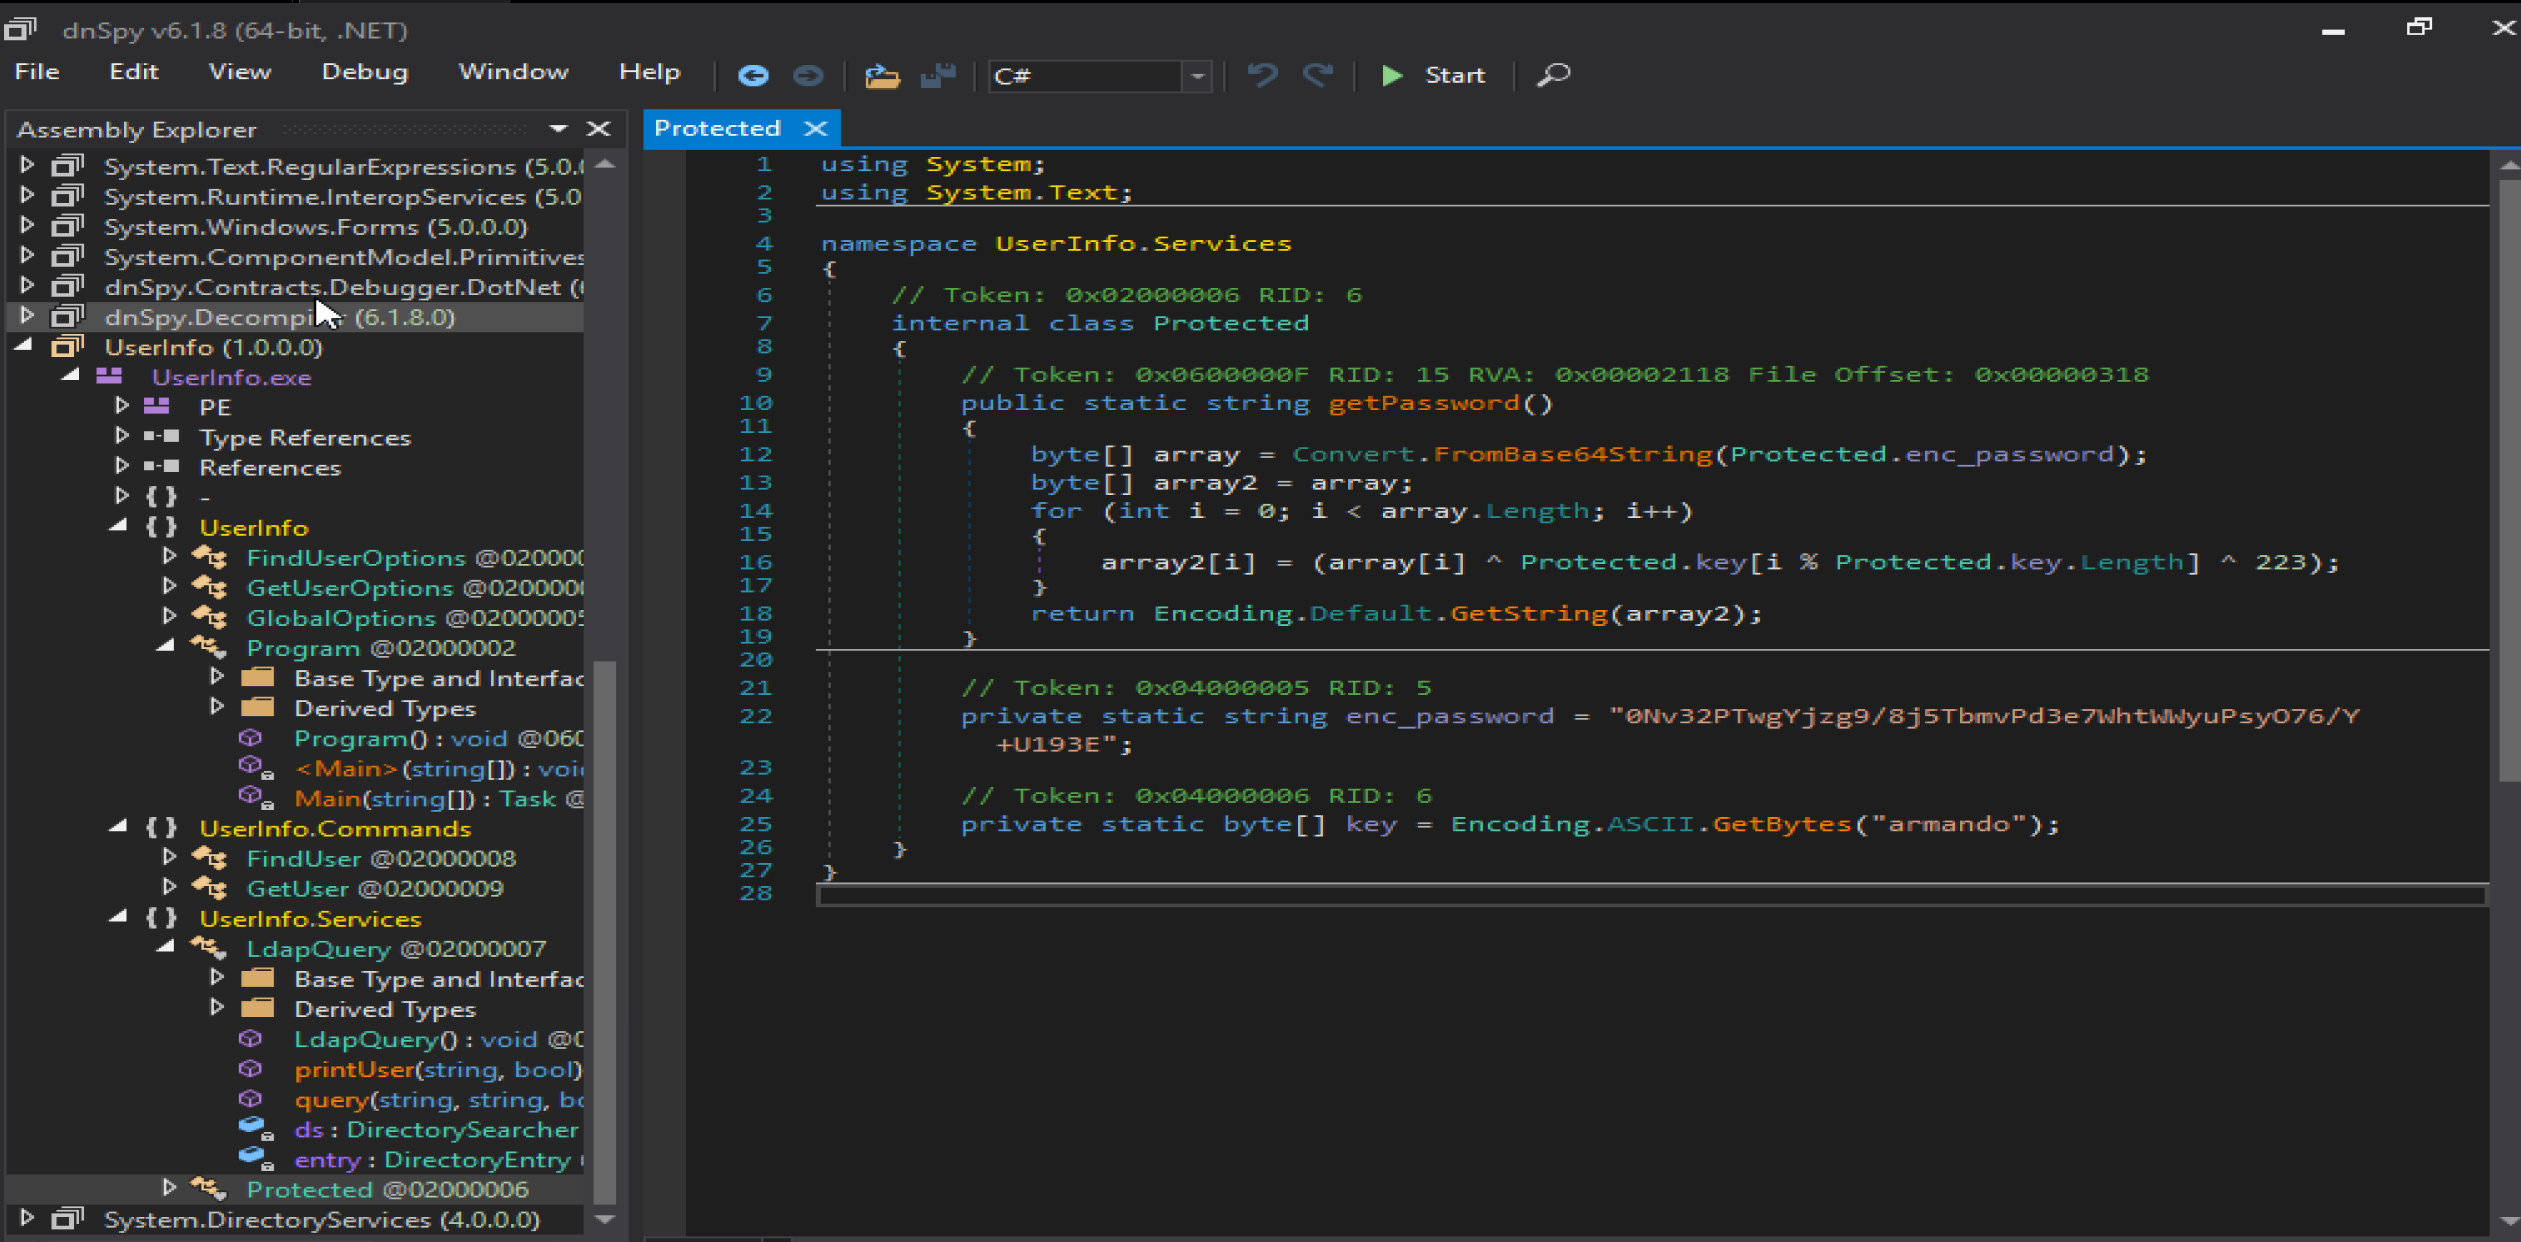 dnSpy v6.1.8 (64-bit, .NET)
File Edit View Debug Window Help C# Start
Assembly Explorer
System.Text.RegularExpressions (5.0.
System.Runtime.InteropServices (5.0
System.Windows.Forms (5.0.0.0)
System.ComponentModel.Primitives
dnSpy.Contracts.Debugger.DotNet (
dnSpy.Decompi r (6.1.8.0)
UserInfo (1.0.0.0)
UserInfo.exe
PE
Type References
References
{ } -
{ } UserInfo
FindUserOptions @020000
GetUserOptions @0200000
GlobalOptions @02000005
Program @02000002
Base Type and Interfac
Derived Types
Program() : void @060
<Main>(string[]) : voi
Main(string[]) : Task @
{ } UserInfo.Commands
FindUser @02000008
GetUser @02000009
{ } UserInfo.Services
LdapQuery @02000007
Base Type and Interfac
Derived Types
LdapQuery() : void @0
printUser(string, bool)
query(string, string, bo
ds : DirectorySearcher
entry : DirectoryEntry
Protected @02000006
System.DirectoryServices (4.0.0.0)
Protected
1 using System;
2 using System.Text;
3
4 namespace UserInfo.Services
5 {
6 // Token: 0x02000006 RID: 6
7 internal class Protected
8 {
9 // Token: 0x0600000F RID: 15 RVA: 0x00002118 File Offset: 0x00000318
10 public static string getPassword()
11 {
12 byte[] array = Convert.FromBase64String(Protected.enc_password);
13 byte[] array2 = array;
14 for (int i = 0; i < array.Length; i++)
15 {
16 array2[i] = (array[i] ^ Protected.key[i % Protected.key.Length] ^ 223);
17 }
18 return Encoding.Default.GetString(array2);
19 }
20
21 // Token: 0x04000005 RID: 5
22 private static string enc_password = "0Nv32PTwgYjzg9/8j5TbmvPd3e7WhtWWyuPsyO76/Y
+U193E";
23
24 // Token: 0x04000006 RID: 6
25 private static byte[] key = Encoding.ASCII.GetBytes("armando");
26 }
27 }
28